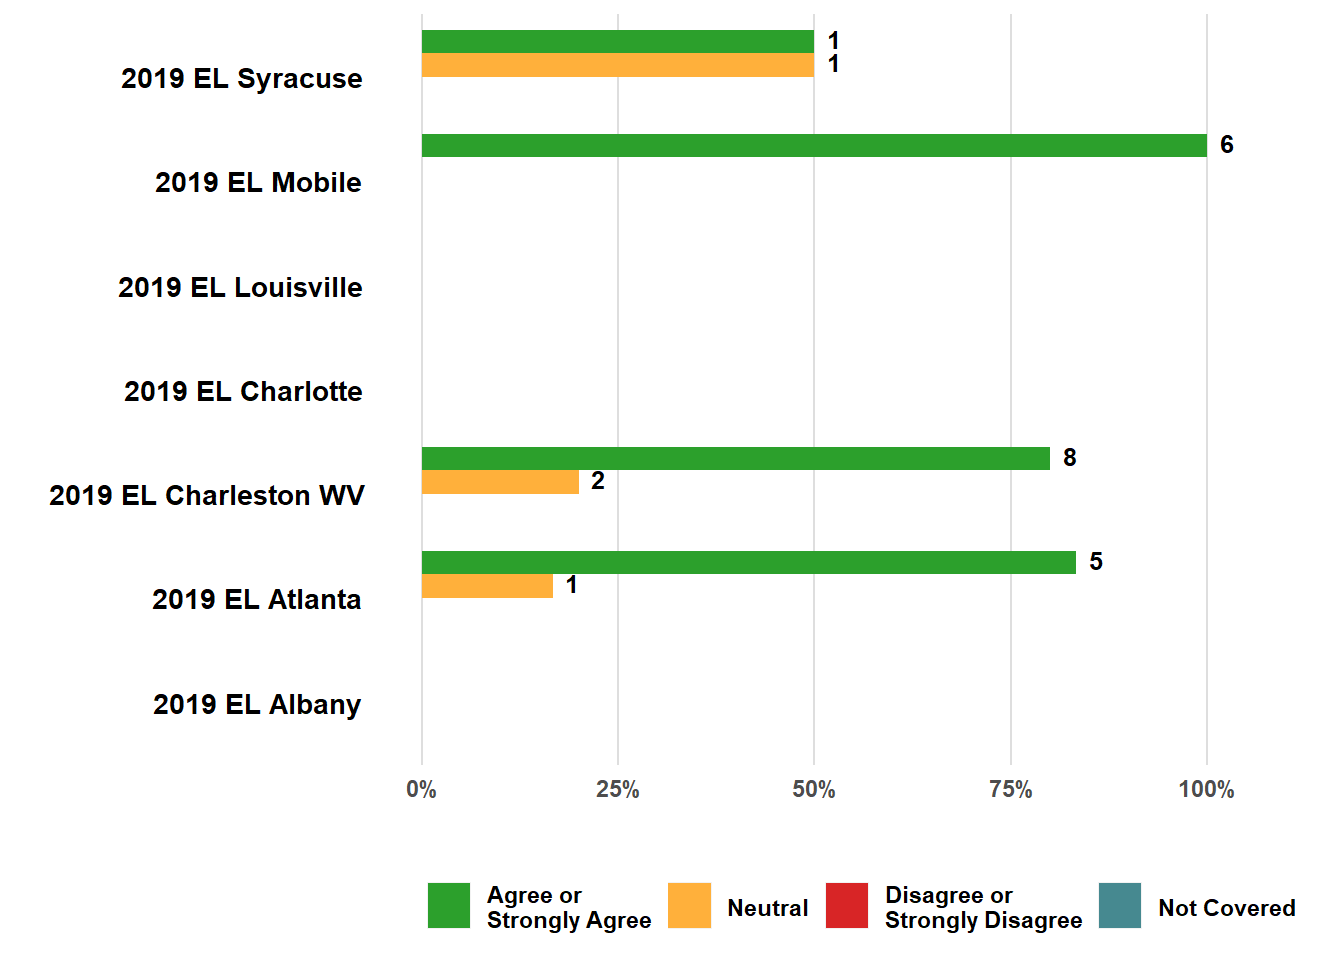 1
1
2019 EL Syracuse
6
2019 EL Mobile
2019 EL Louisville
2019 EL Charlotte
8
2
2019 EL Charleston WV
5
1
2019 EL Atlanta
2019 EL Albany
0% 25% 50% 75% 100%
Agree or
Strongly Agree
Neutral
Disagree or
Strongly Disagree
Not Covered